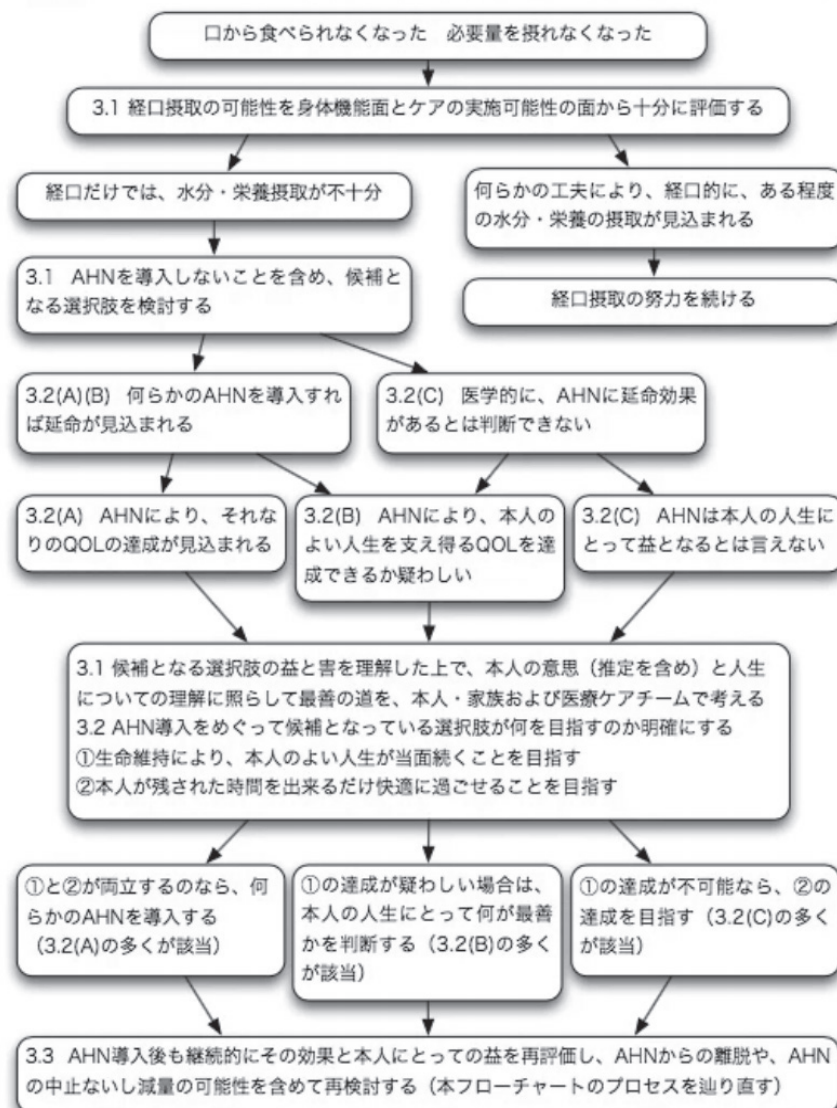 口から食べられなくなった　必要量を摂れなくなった
3.1 経口摂取の可能性を身体機能面とケアの実施可能性の面から十分に評価する
経口だけでは、水分・栄養摂取が不十分
何らかの工夫により、経口的に、ある程度
の水分・栄養の摂取が見込まれる
3.1　AHNを導入しないことを含め、候補と
なる選択肢を検討する
経口摂取の努力を続ける
3.2(A)(B)　何らかのAHNを導入すれ
ば延命が見込まれる
3.2(C)　医学的に、AHNに延命効果
があるとは判断できない
3.2(A)　AHNにより、それな
りのQOLの達成が見込まれる
3.2(B)　AHNにより、本人の
よい人生を支え得るQOLを達
成できるか疑わしい
3.2(C)　AHNは本人の人生に
とって益となるとは言えない
3.1 候補となる選択肢の益と害を理解した上で、本人の意思（推定を含め）と人生
についての理解に照らして最善の道を、本人・家族および医療ケアチームで考える
3.2 AHN導入をめぐって候補となっている選択肢が何を目指すのか明確にする
①生命維持により、本人のよい人生が当面続くことを目指す
②本人が残された時間を出来るだけ快適に過ごせることを目指す
①と②が両立するのなら、何
らかのAHNを導入する
（3.2(A)の多くが該当）
①の達成が疑わしい場合は、
本人の人生にとって何が最善
かを判断する（3.2(B)の多く
が該当）
①の達成が不可能なら、②の
達成を目指す（3.2(C)の多く
が該当）
3.3　AHN導入後も継続的にその効果と本人にとっての益を再評価し、AHNからの離脱や、AHN
の中止ないし減量の可能性を含めて再検討する（本フローチャートのプロセスを辿り直す）